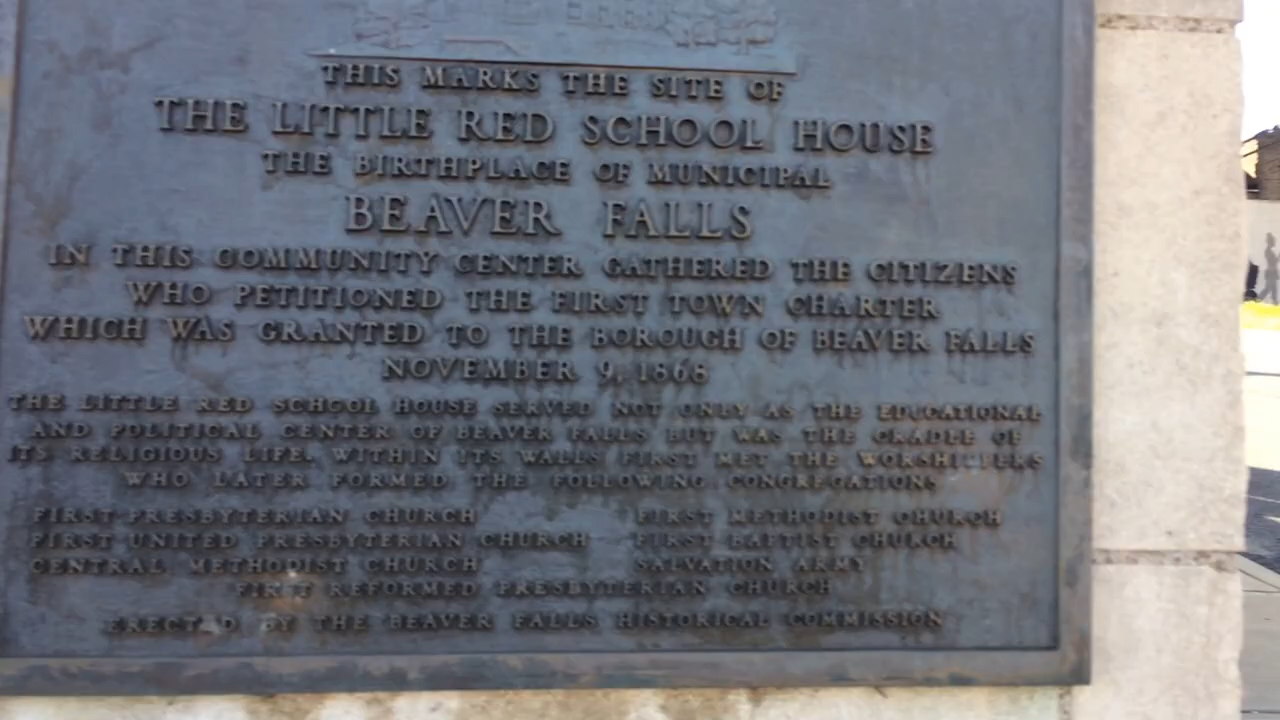 THIS MARKS THE SITE OF
THE LITTLE RED SCHOOL HOUSE
THE BIRTHPLACE OF MUNICIPAL
BEAVER FALLS
IN THIS COMMUNITY CENTER GATHERED THE CITIZENS
WHO PETITIONED THE FIRST TOWN CHARTER
WHICH WAS GRANTED TO THE BOROUGH OF BEAVER FALLS
NOVEMBER 9, 1868
THE LITTLE RED SCHOOL HOUSE SERVED NOT ONLY AS THE EDUCATIONAL
AND POLITICAL CENTER OF BEAVER FALLS BUT WAS THE CRADLE OF
ITS RELIGIOUS LIFE. WITHIN ITS WALLS FIRST MET THE WORSHIPPERS
WHO LATER FORMED THE FOLLOWING CONGREGATIONS
FIRST PRESBYTERIAN CHURCH FIRST METHODIST CHURCH
FIRST UNITED PRESBYTERIAN CHURCH FIRST BAPTIST CHURCH
CENTRAL METHODIST CHURCH SALVATION ARMY
FIRST REFORMED PRESBYTERIAN CHURCH
ERECTED BY THE BEAVER FALLS HISTORICAL COMMISSION